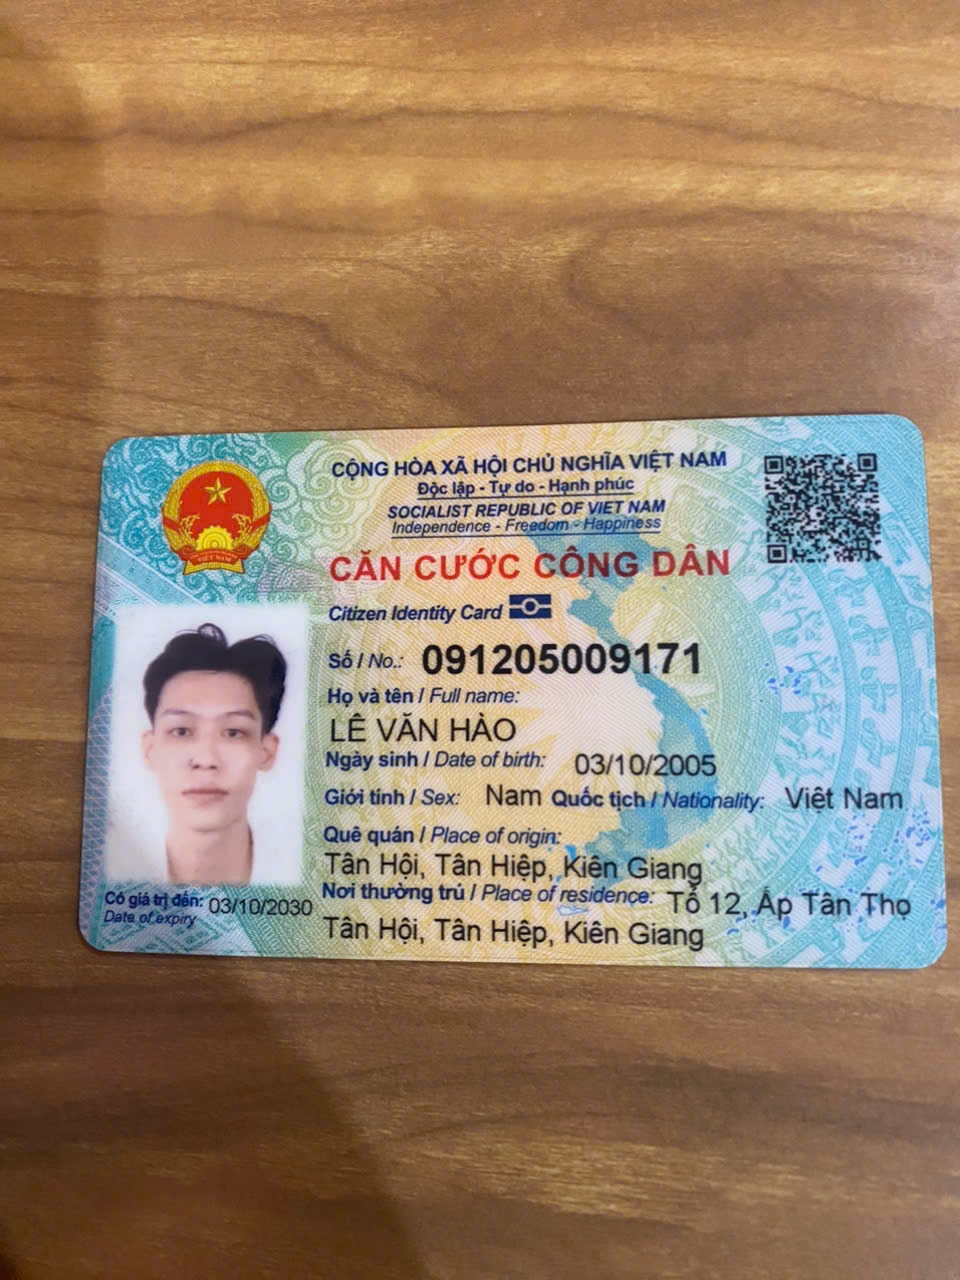 CỘNG HÒA XÃ HỘI CHỦ NGHĨA VIỆT NAM
Độc lập - Tự do - Hạnh phúc
SOCIALIST REPUBLIC OF VIET NAM
Independence - Freedom - Happiness
CĂN CƯỚC CÔNG DÂN
Citizen Identity Card
Số / No.: 091205009171
Họ và tên / Full name:
LÊ VĂN HÀO
Ngày sinh / Date of birth: 03/10/2005
Giới tính / Sex: Nam Quốc tịch / Nationality: Việt Nam
Quê quán / Place of origin:
Tân Hội, Tân Hiệp, Kiên Giang
Nơi thường trú / Place of residence: Tổ 12, Ấp Tân Thọ
Tân Hội, Tân Hiệp, Kiên Giang
Có giá trị đến: 03/10/2030
Date of expiry
VIỆT NAM